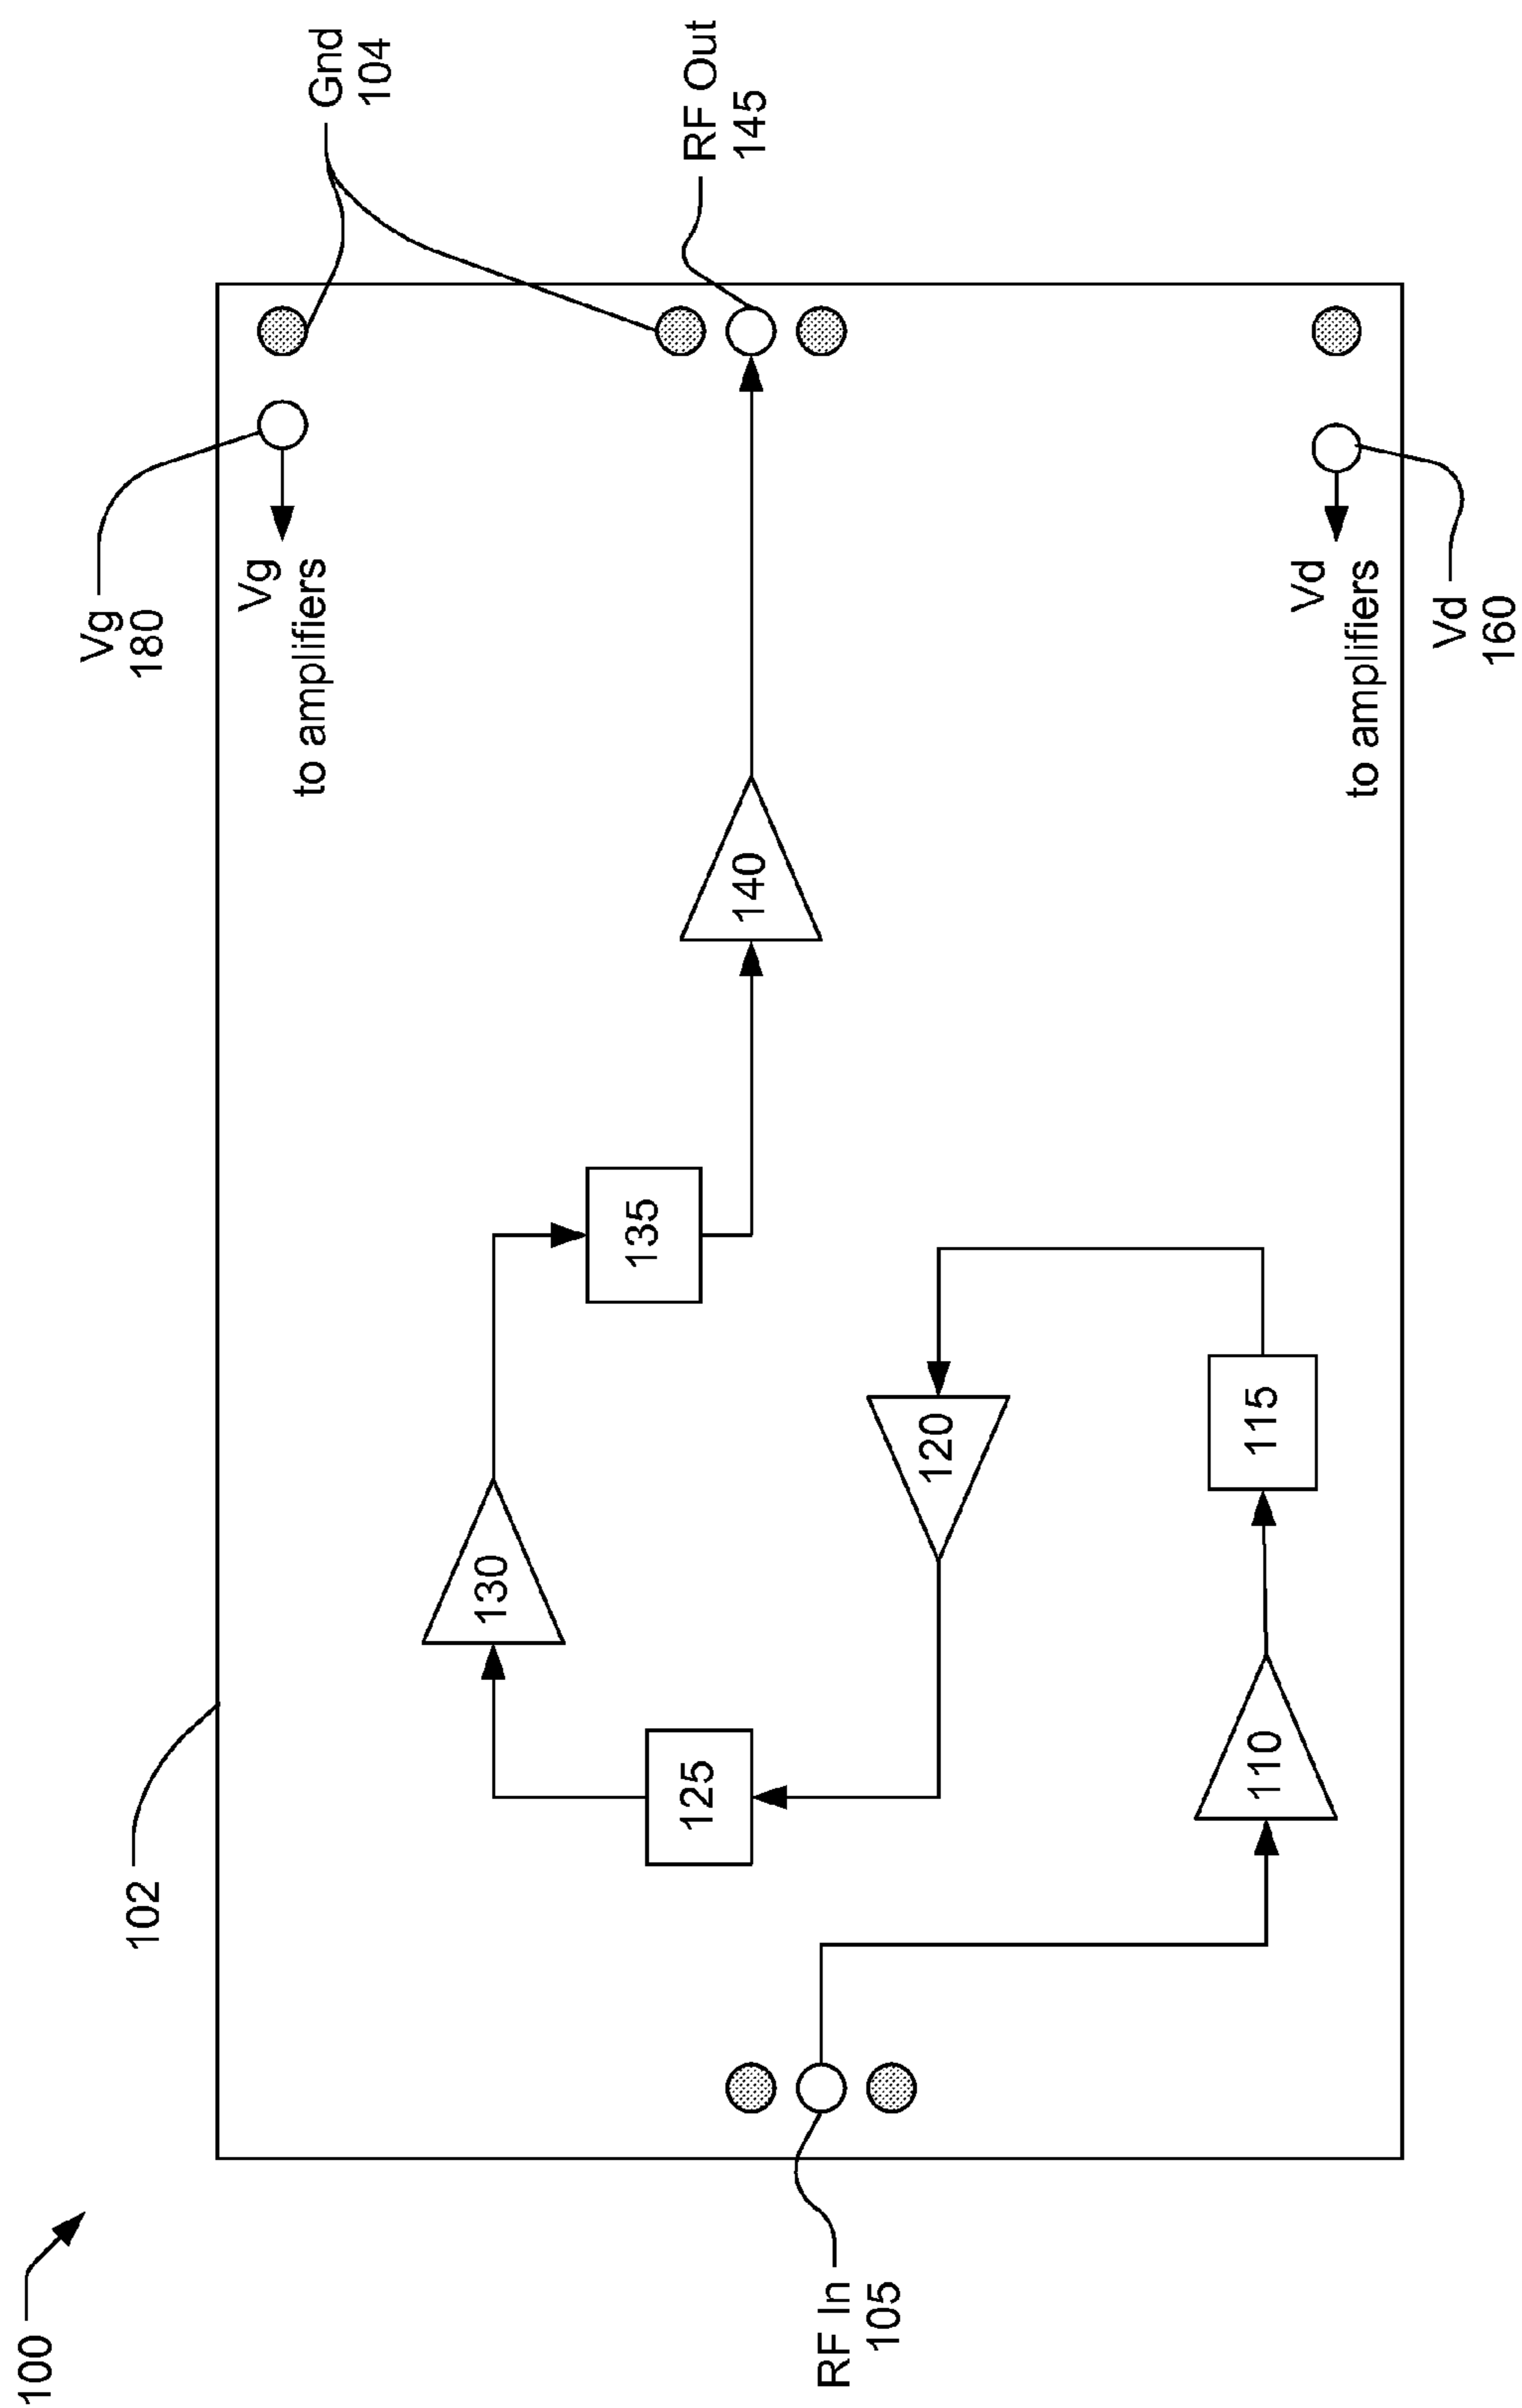 100
102
Vg
180
Vg
to amplifiers
Gnd
104
130
135
125
140
RF Out
145
RF In
105
120
110
115
Vd
to amplifiers
Vd
160